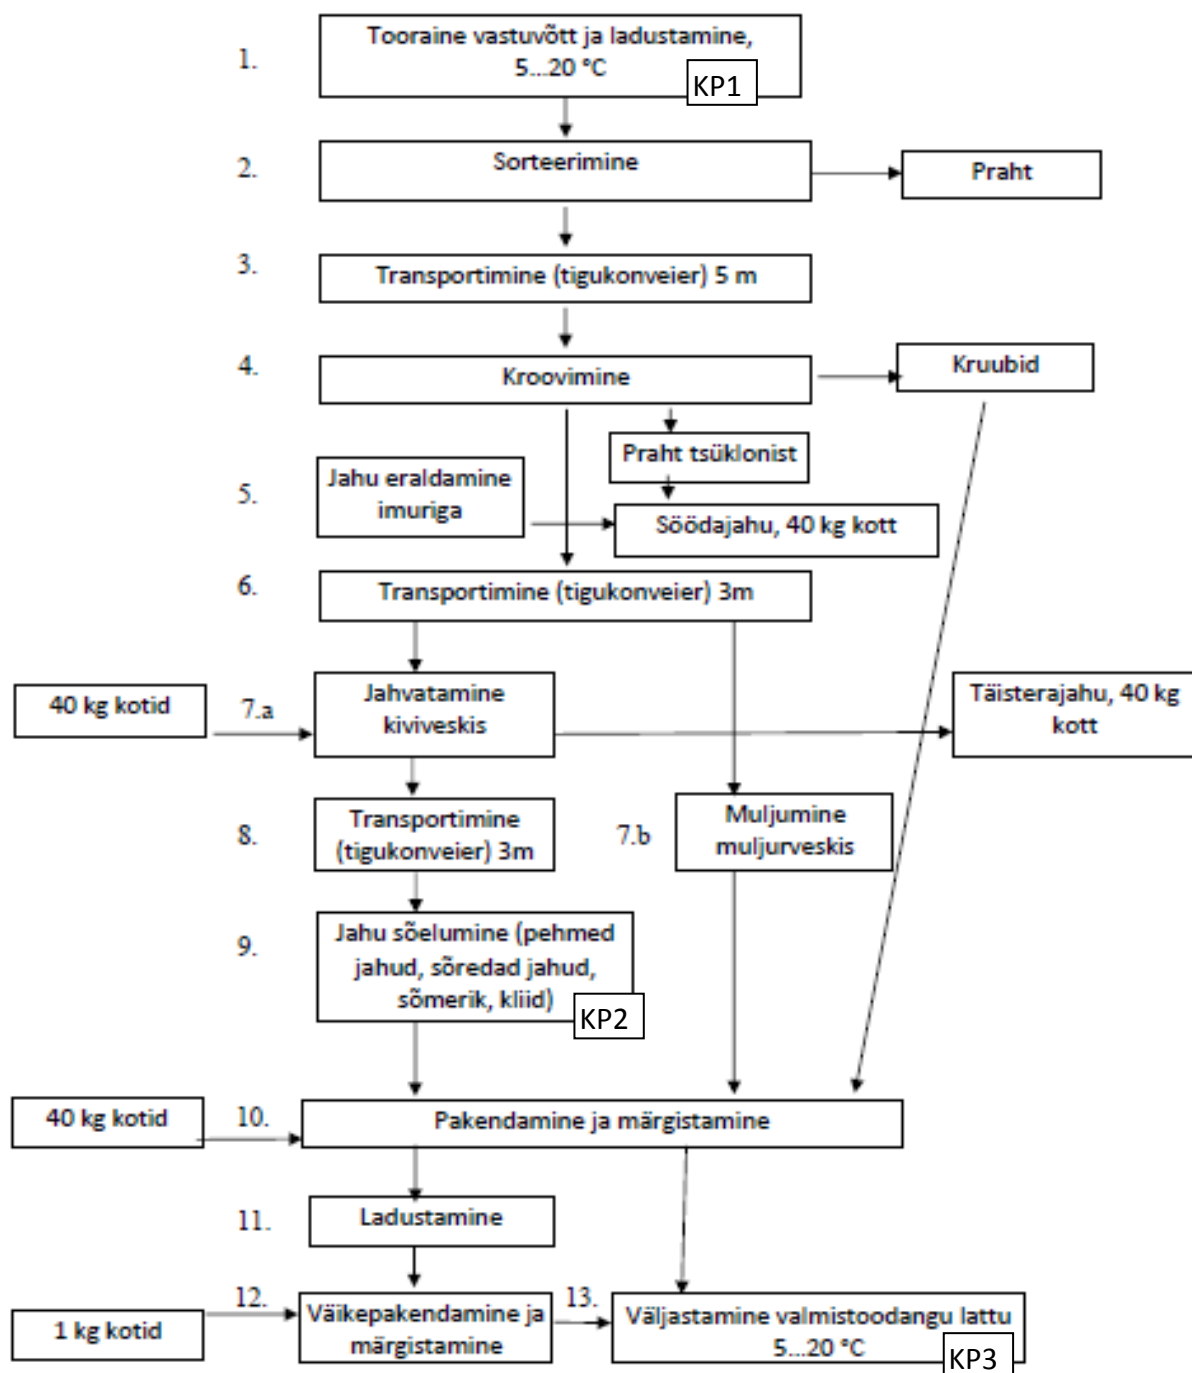 1.
Tooraine vastuvõtt ja ladustamine,
5...20 °C
KP1
2.
Sorteerimine
Praht
3.
Transportimine (tigukonveier) 5 m
4.
Kroovimine
Kruubid
Praht tsüklonist
5.
Jahu eraldamine
imuriga
Söödajahu, 40 kg kott
6.
Transportimine (tigukonveier) 3m
40 kg kotid
7.a
Jahvatamine
kiviveskis
Täisterajahu, 40 kg
kott
8.
Transportimine
(tigukonveier) 3m
7.b
Muljumine
muljurveskis
9.
Jahu sõelumine (pehmed
jahud, sõredad jahud,
sõmerik, kliid)
KP2
40 kg kotid
10.
Pakendamine ja märgistamine
11.
Ladustamine
1 kg kotid
12.
Väikepakendamine ja
märgistamine
13.
Väljastamine valmistoodangu lattu
5...20 °C
KP3